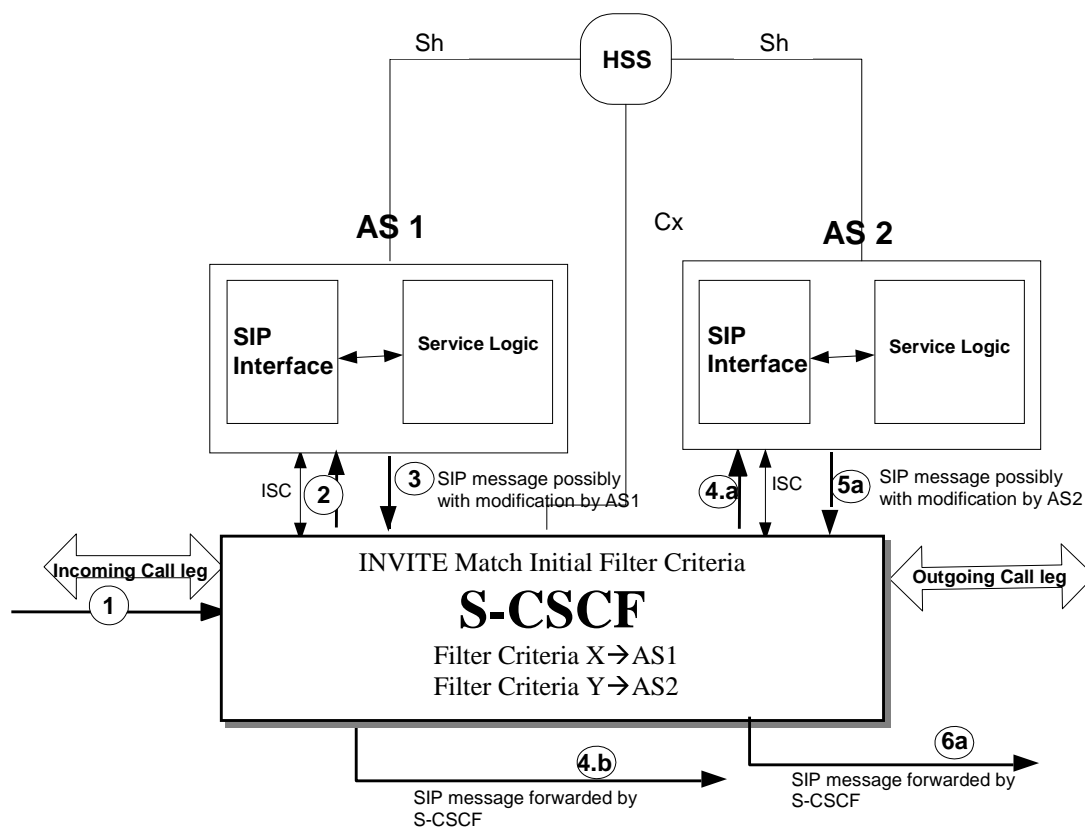 Sh
HSS
Sh
AS 1
Cx
AS 2
SIP
Interface
Service Logic
SIP
Interface
Service Logic
ISC
2
3
SIP message possibly
with modification by AS1
4.a
ISC
5a
SIP message possibly
with modification by AS2
Incoming Call leg
1
INVITE Match Initial Filter Criteria
S-CSCF
Filter Criteria X→AS1
Filter Criteria Y→AS2
Outgoing Call leg
4.b
SIP message forwarded by
S-CSCF
6a
SIP message forwarded by
S-CSCF